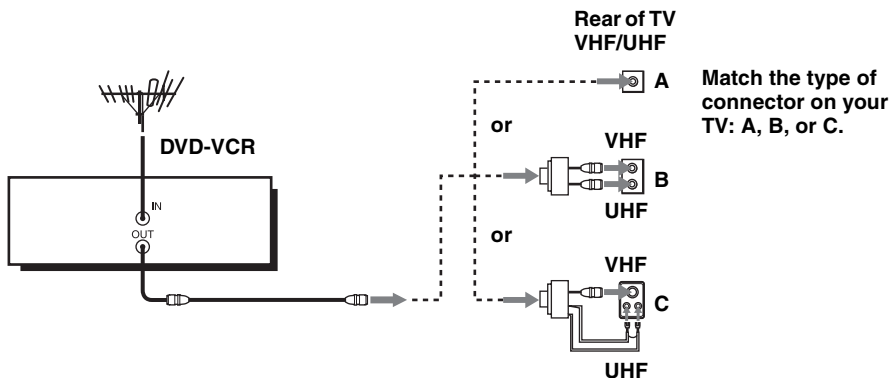 Rear of TV
VHF/UHF
A
Match the type of
connector on your
TV: A, B, or C.
or
VHF
DVD-VCR
B
IN
UHF
OUT
or
VHF
C
UHF